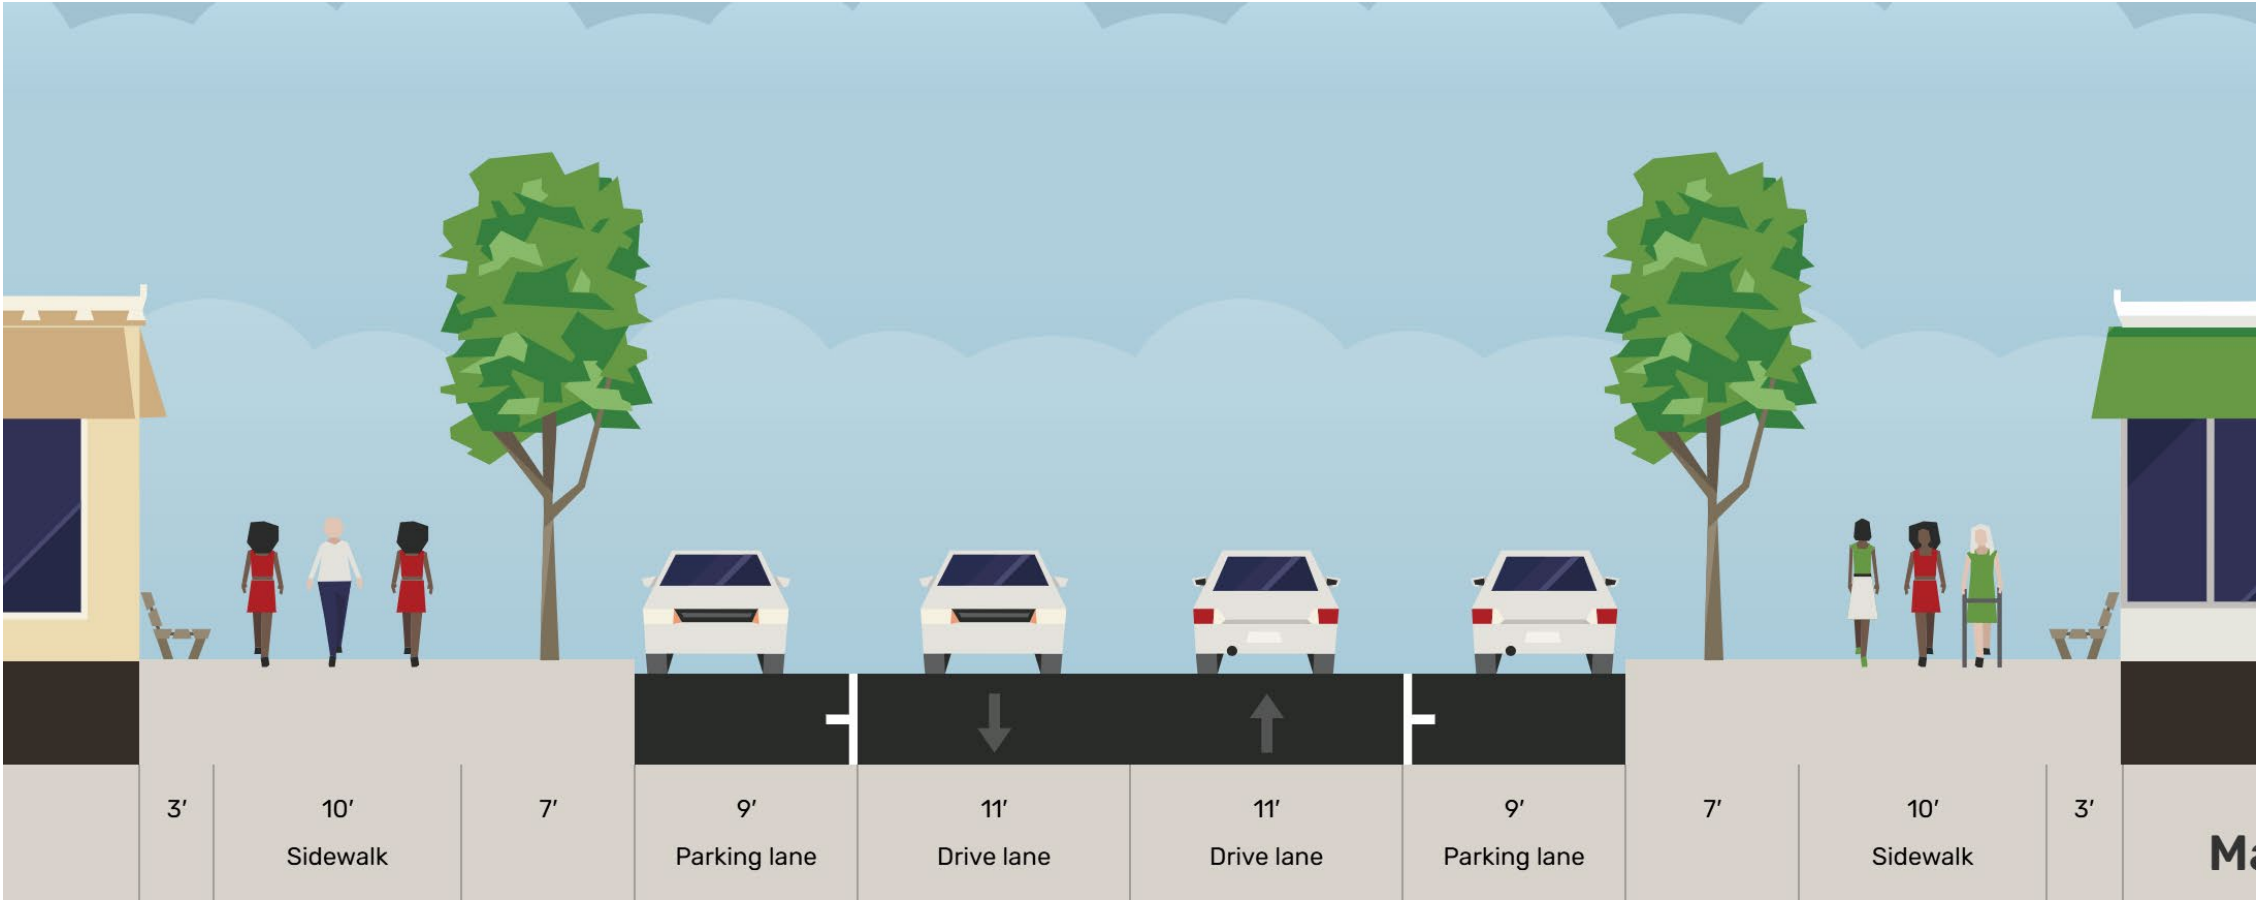 3′ 10′ 7′ 9′ 11′ 11′ 9′ 7′ 10′ 3′
Sidewalk Parking lane Drive lane Drive lane Parking lane Sidewalk
Ma